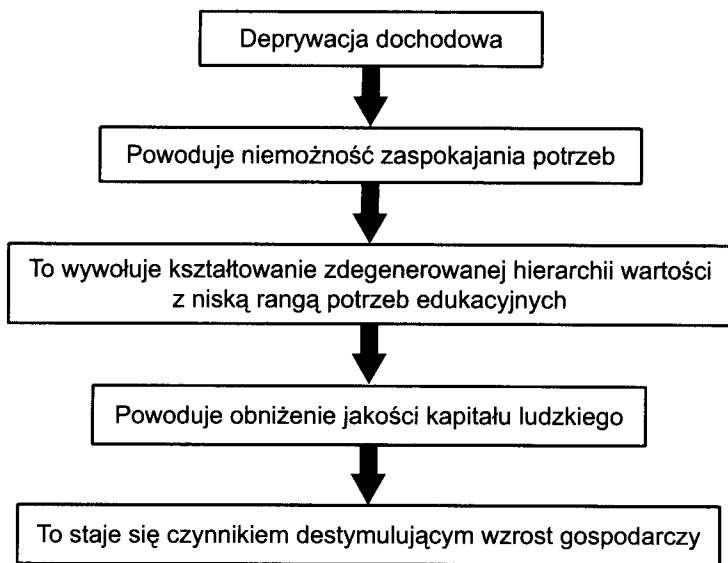 Deprywacja dochodowa
Powoduje niemożność zaspokajania potrzeb
To wywołuje kształtowanie zdegenerowanej hierarchii wartości
z niską rangą potrzeb edukacyjnych
Powoduje obniżenie jakości kapitału ludzkiego
To staje się czynnikiem destymulującym wzrost gospodarczy